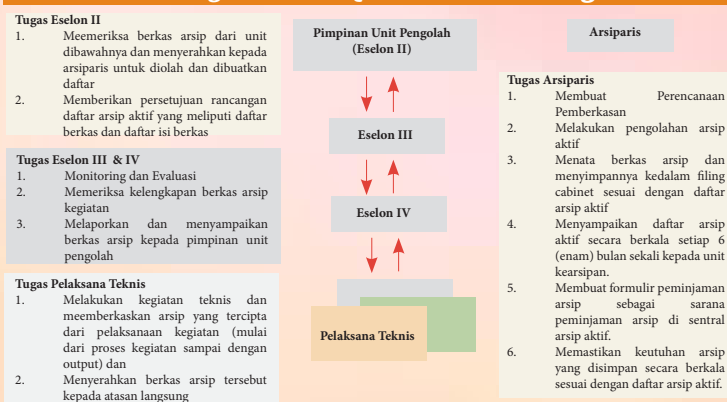 Tugas Eselon II
1. Meemeriksa berkas arsip dari unit
dibawahnya dan menyerahkan kepada
arsiparis untuk diolah dan dibuatkan
daftar
2. Memberikan persetujuan rancangan
daftar arsip aktif yang meliputi daftar
berkas dan daftar isi berkas
Tugas Eselon III & IV
1. Monitoring dan Evaluasi
2. Memeriksa kelengkapan berkas arsip
kegiatan
3. Melaporkan dan menyampaikan
berkas arsip kepada pimpinan unit
pengolah
Tugas Pelaksana Teknis
1. Melakukan kegiatan teknis dan
meemberkaskan arsip yang tercipta
dari pelaksanaan kegiatan (mulai
dari proses kegiatan sampai dengan
output) dan
2. Menyerahkan berkas arsip tersebut
kepada atasan langsung
Pimpinan Unit Pengolah
(Eselon II)
Eselon III
Eselon IV
Pelaksana Teknis
Arsiparis
Tugas Arsiparis
1. Membuat Perencanaan
Pemberkasan
2. Melakukan pengolahan arsip
aktif
3. Menata berkas arsip dan
menyimpannya kedalam filing
cabinet sesuai dengan daftar
arsip aktif
4. Menyampaikan daftar arsip
aktif secara berkala setiap 6
(enam) bulan sekali kepada unit
kearsipan.
5. Membuat formulir peminjaman
arsip sebagai sarana
peminjaman arsip di sentral
arsip aktif.
6. Memastikan keutuhan arsip
yang disimpan secara berkala
sesuai dengan daftar arsip aktif.